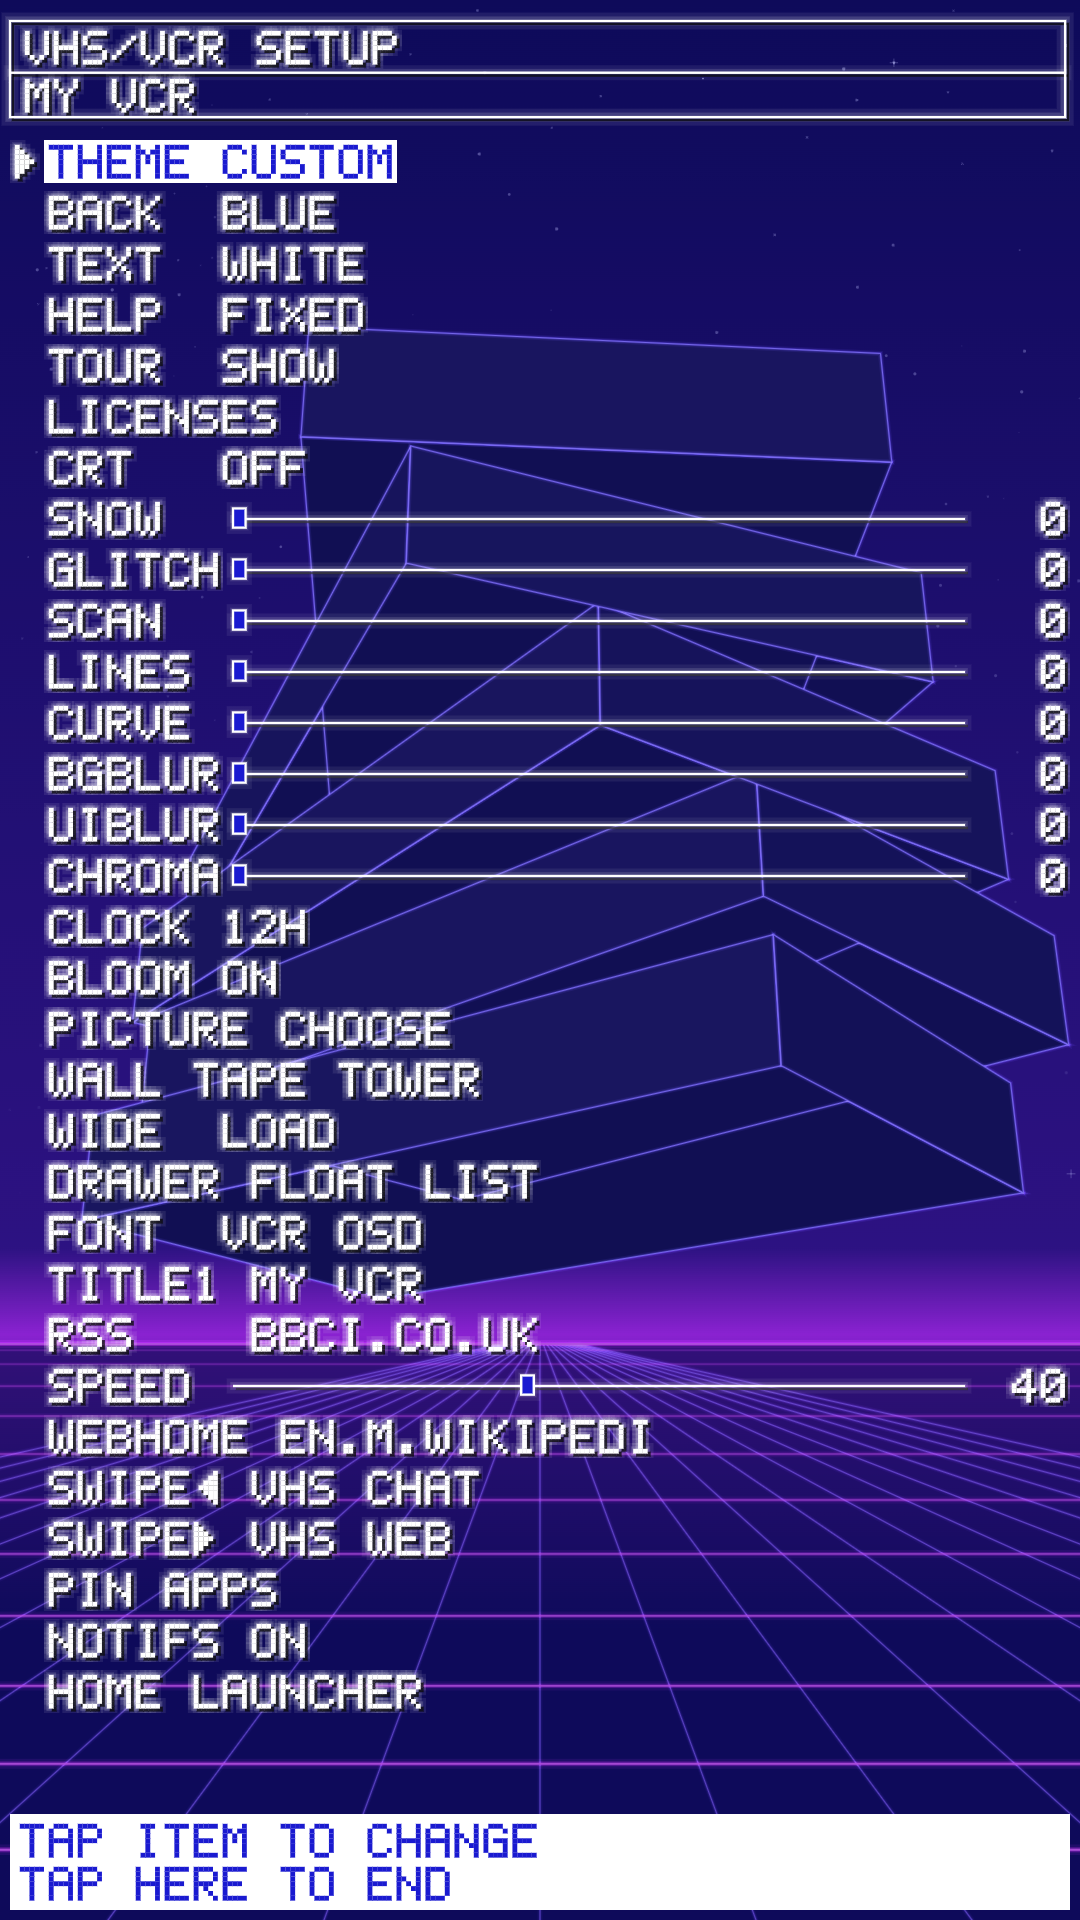 VHS/VCR SETUP
MY VCR
THEME CUSTOM
BACK BLUE
TEXT WHITE
HELP FIXED
TOUR SHOW
LICENSES
CRT OFF
SNOW 0
GLITCH 0
SCAN 0
LINES 0
CURVE 0
BGBLUR 0
UIBLUR 0
CHROMA 0
CLOCK 12H
BLOOM ON
PICTURE CHOOSE
WALL TAPE TOWER
WIDE LOAD
DRAWER FLOAT LIST
FONT VCR OSD
TITLE1 MY VCR
RSS BBCI.CO.UK
SPEED 40
WEBHOME EN.M.WIKIPEDI
SWIPE◀ VHS CHAT
SWIPE▶ VHS WEB
PIN APPS
NOTIFS ON
HOME LAUNCHER
TAP ITEM TO CHANGE
TAP HERE TO END